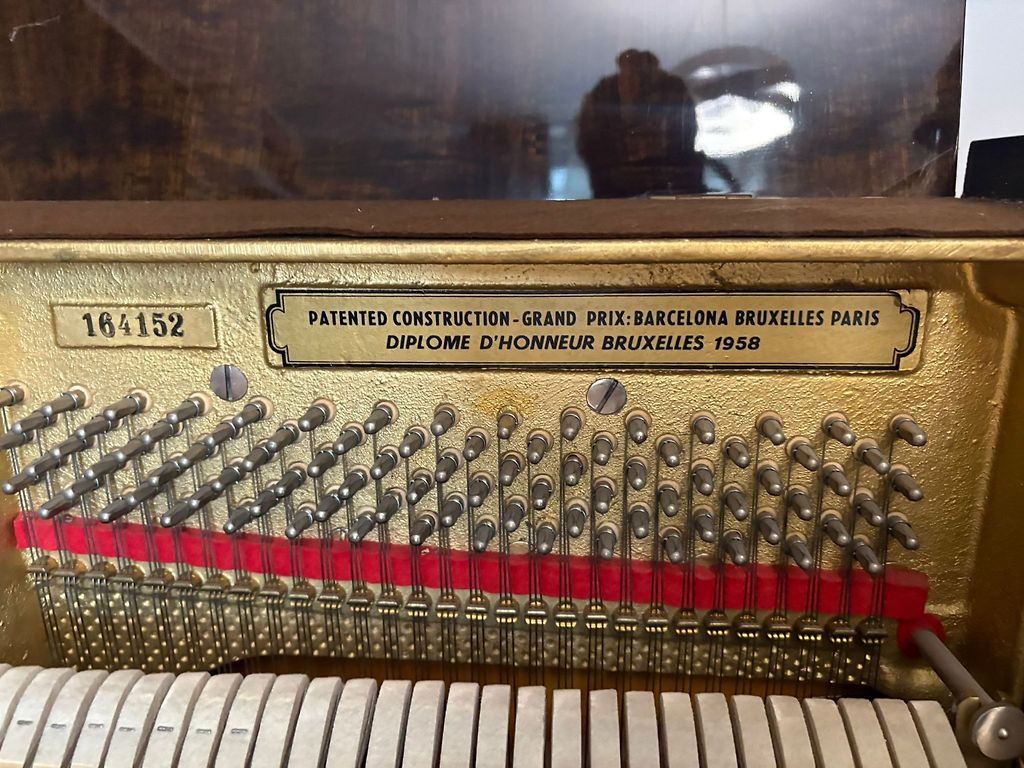 164152
PATENTED CONSTRUCTION-GRAND PRIX: BARCELONA BRUXELLES PARIS
DIPLOME D'HONNEUR BRUXELLES 1958